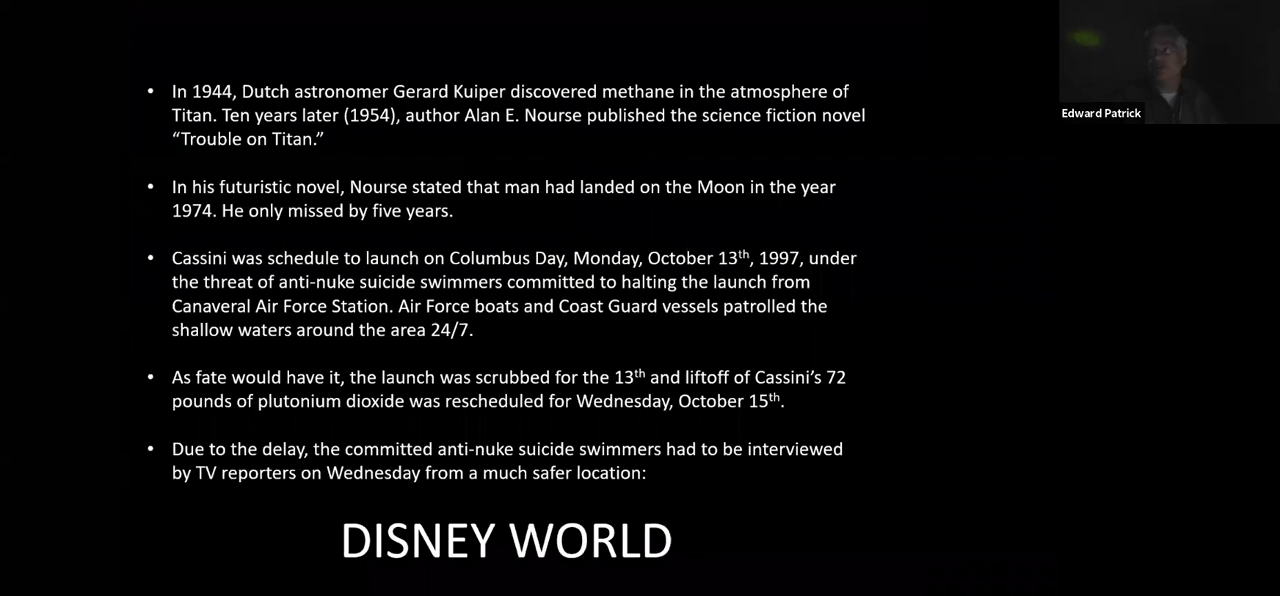 • In 1944, Dutch astronomer Gerard Kuiper discovered methane in the atmosphere of
Titan. Ten years later (1954), author Alan E. Nourse published the science fiction novel
“Trouble on Titan.”
• In his futuristic novel, Nourse stated that man had landed on the Moon in the year
1974. He only missed by five years.
• Cassini was schedule to launch on Columbus Day, Monday, October 13th, 1997, under
the threat of anti-nuke suicide swimmers committed to halting the launch from
Canaveral Air Force Station. Air Force boats and Coast Guard vessels patrolled the
shallow waters around the area 24/7.
• As fate would have it, the launch was scrubbed for the 13th and liftoff of Cassini’s 72
pounds of plutonium dioxide was rescheduled for Wednesday, October 15th.
• Due to the delay, the committed anti-nuke suicide swimmers had to be interviewed
by TV reporters on Wednesday from a much safer location:
DISNEY WORLD
Edward Patrick